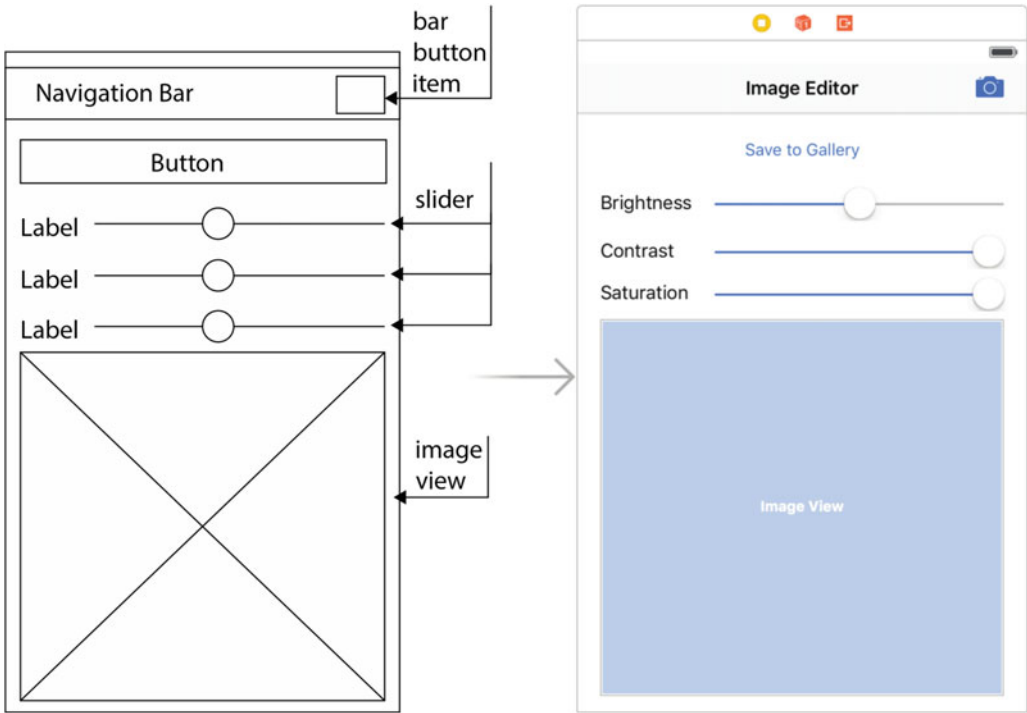 bar
button
item
Navigation Bar
Button
slider
Label
Label
Label
image
view
Image Editor
Save to Gallery
Brightness
Contrast
Saturation
Image View